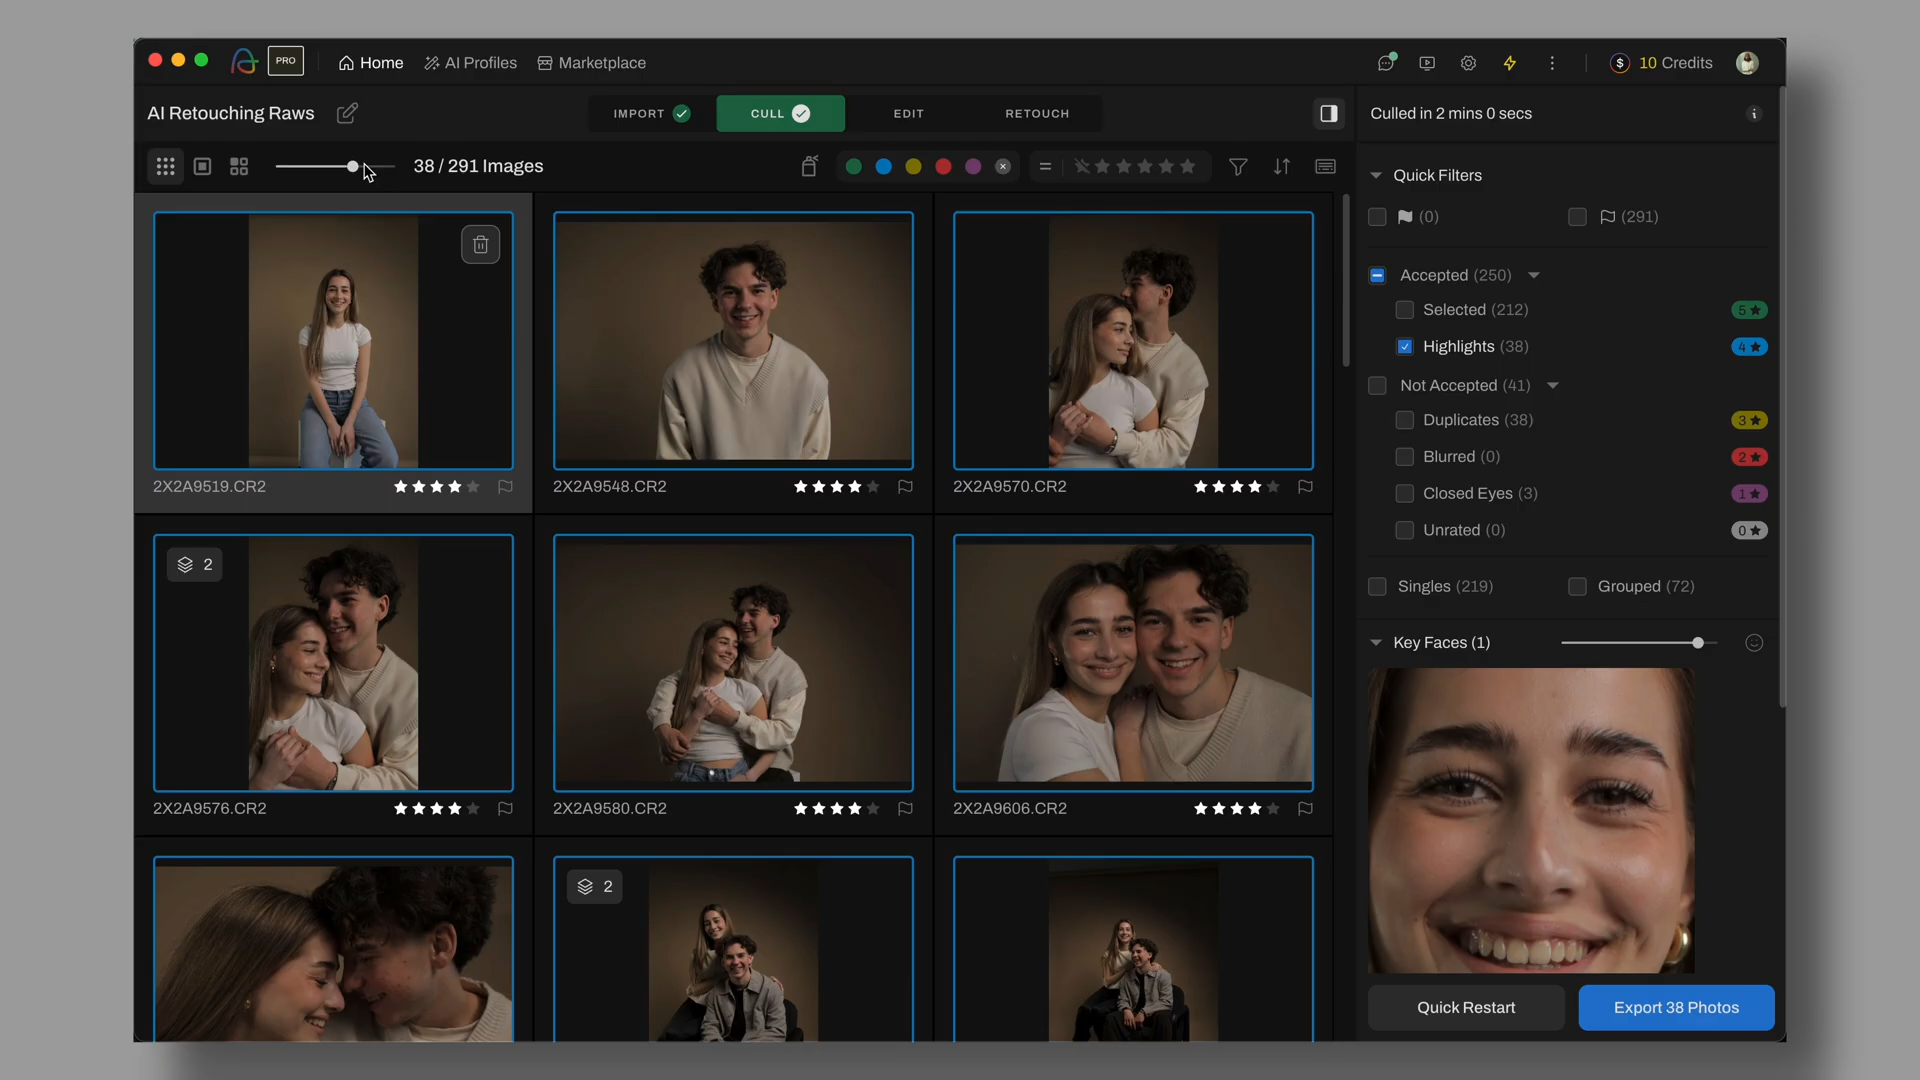 PRO
Home
AI Profiles
Marketplace
10 Credits
AI Retouching Raws
IMPORT
CULL
EDIT
RETOUCH
Culled in 2 mins 0 secs
38 / 291 Images
Quick Filters
(0)
(291)
Accepted (250)
Selected (212)
5
Highlights (38)
4
Not Accepted (41)
Duplicates (38)
3
Blurred (0)
2
Closed Eyes (3)
1
Unrated (0)
0
Singles (219)
Grouped (72)
Key Faces (1)
2X2A9519.CR2
2X2A9548.CR2
2X2A9570.CR2
2
2X2A9576.CR2
2X2A9580.CR2
2X2A9606.CR2
2
Quick Restart
Export 38 Photos